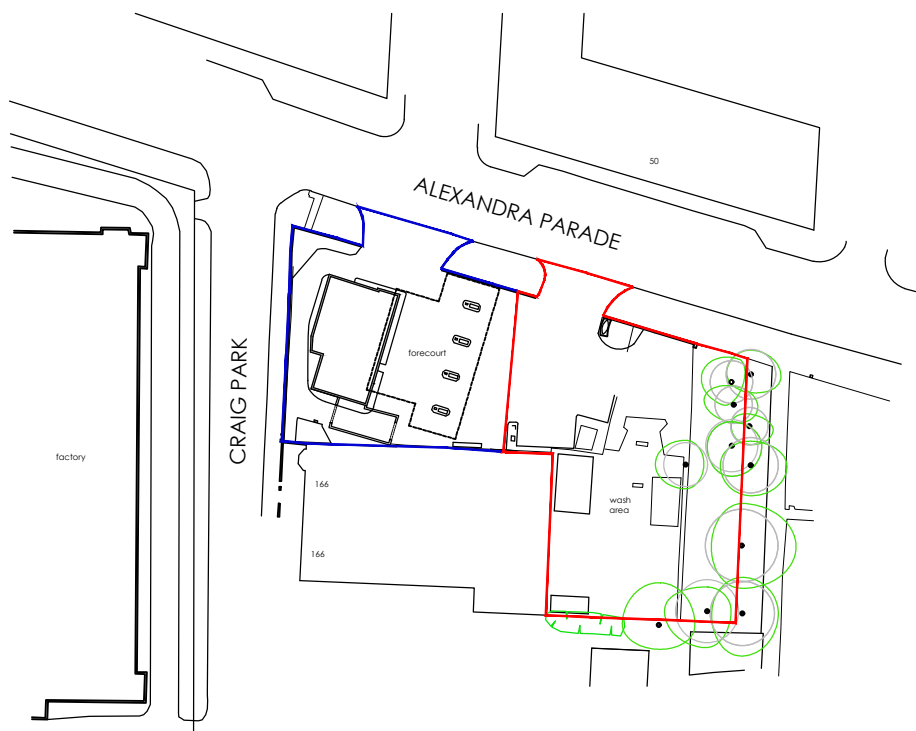 50
ALEXANDRA PARADE
forecourt
CRAIG PARK
factory
166
wash
area
166